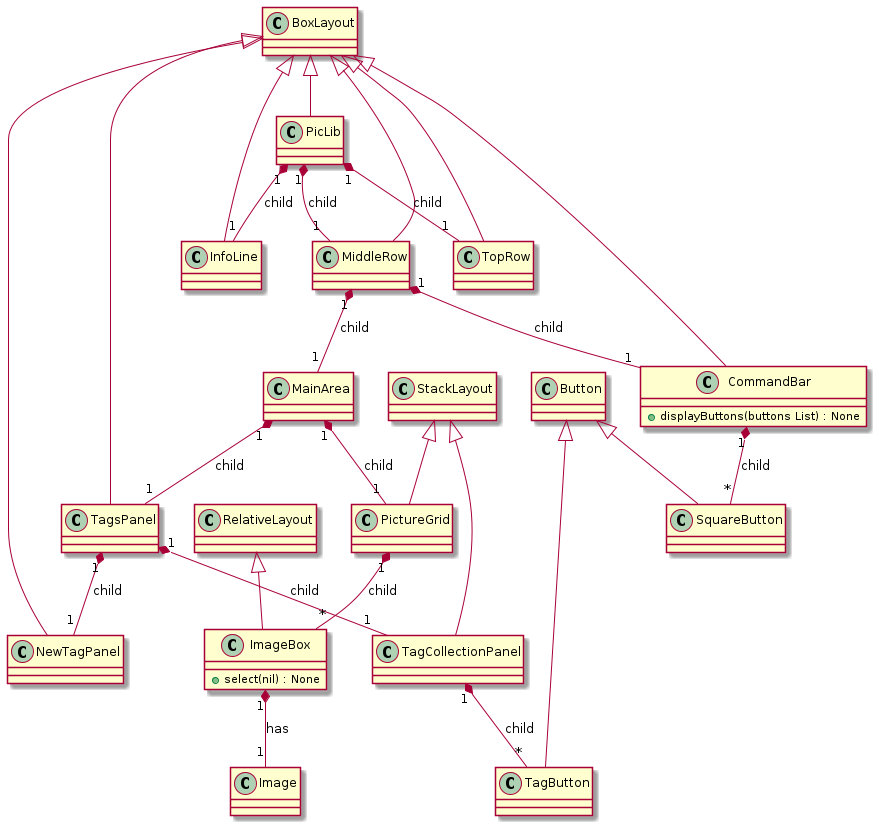 C BoxLayout
C PicLib
1 1 1
child child child
1 1 1
C InfoLine C MiddleRow C TopRow
1 1
child child
1 1
C MainArea C StackLayout C Button C CommandBar
displayButtons(buttons List) : None
1 1 1
child child child
1 1 *
C TagsPanel C RelativeLayout C PictureGrid C SquareButton
1 1 1
child child child
1 * 1
C NewTagPanel C ImageBox C TagCollectionPanel
select(nil) : None
1 1
has child
1 *
C Image C TagButton